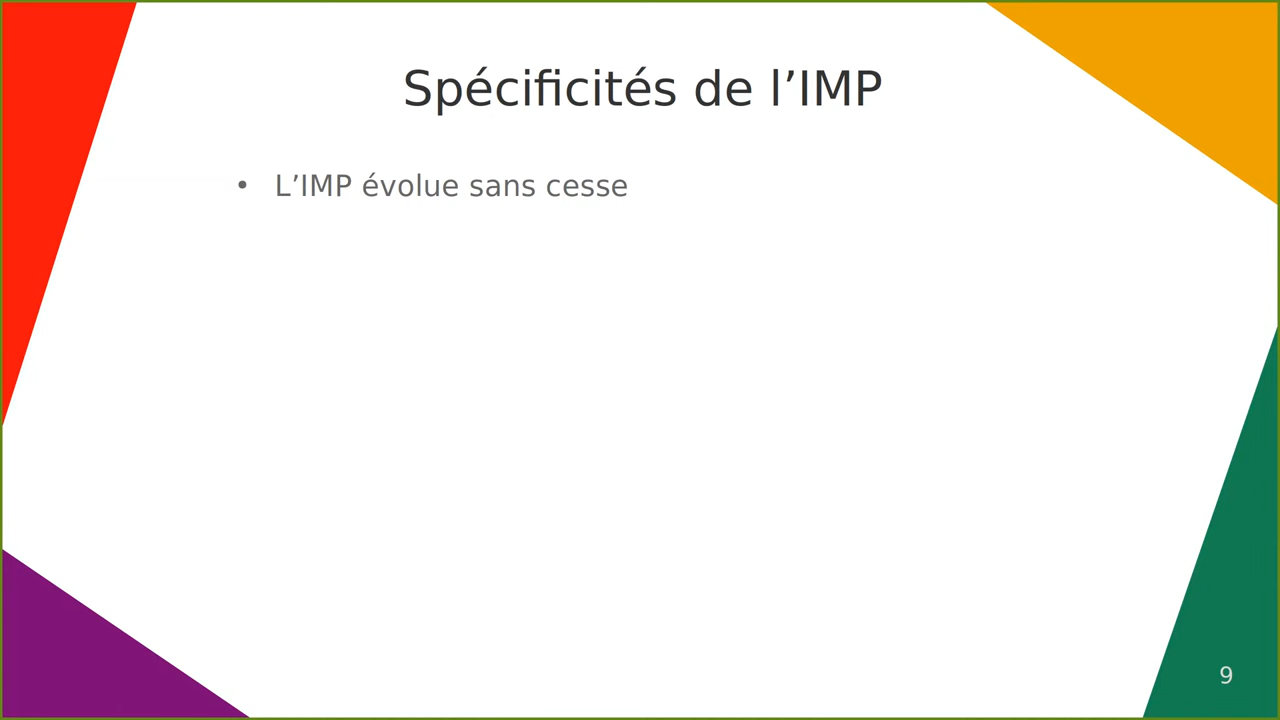 Spécificités de l’IMP
• L’IMP évolue sans cesse
9